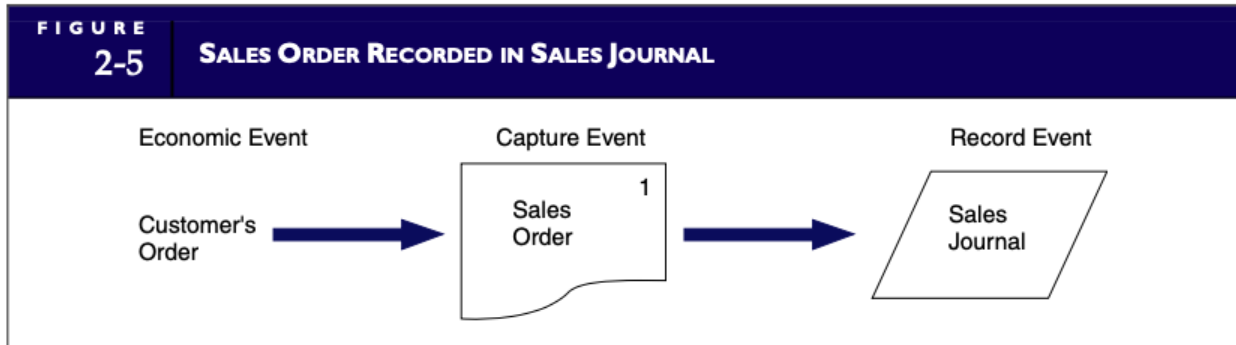 FIGURE
2-5
SALES ORDER RECORDED IN SALES JOURNAL
Economic Event
Capture Event
Record Event
1
Customer's
Order
Sales
Order
Sales
Journal